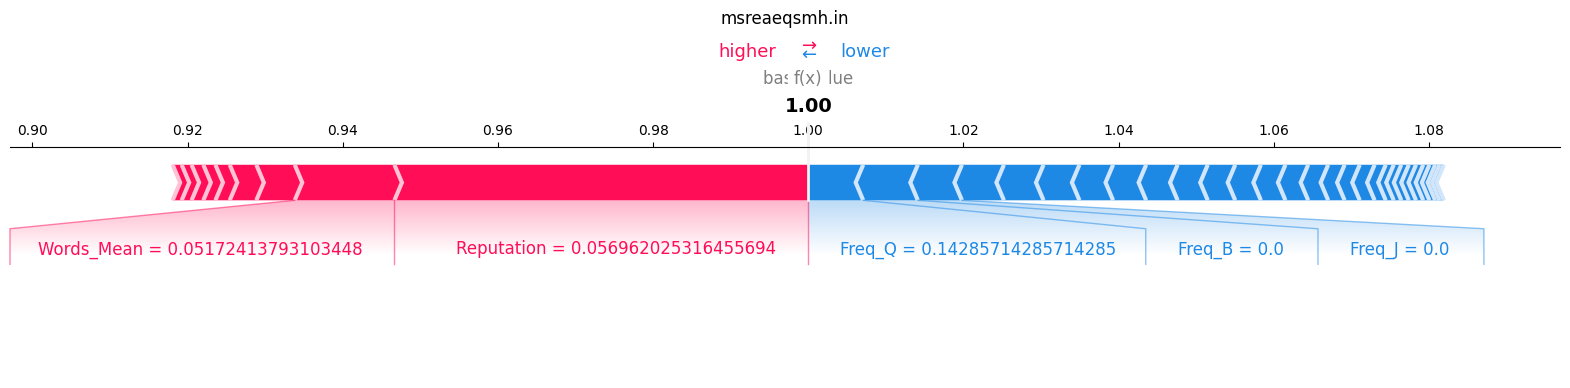 msreaeqsmh.in
higher ⇄ lower
f(x) lue
1.00
0.90 0.92 0.94 0.96 0.98 1.00 1.02 1.04 1.06 1.08
Words_Mean = 0.05172413793103448 Reputation = 0.056962025316455694 Freq_Q = 0.14285714285714285 Freq_B = 0.0 Freq_J = 0.0